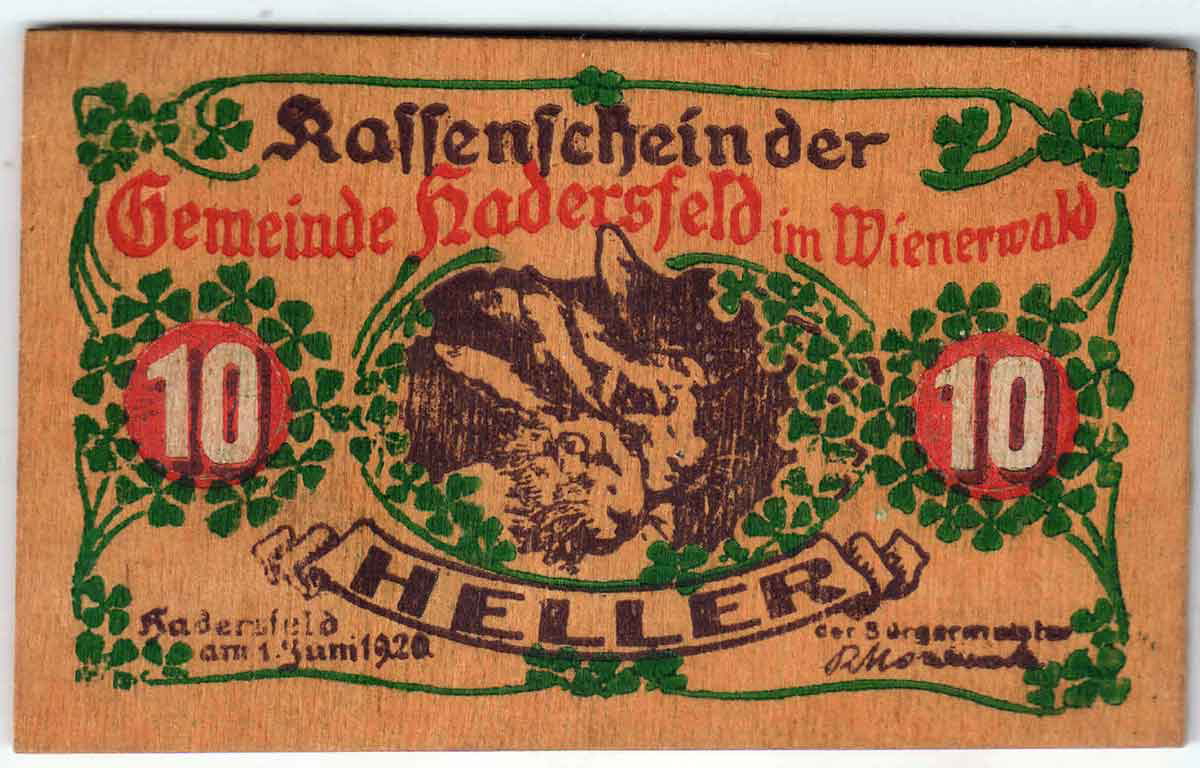 Kassenschein der
Gemeinde Hadersfeld im Wienerwald
10
10
HELLER
Hadersfeld
am 1. Juni 1920
der Bürgermeister